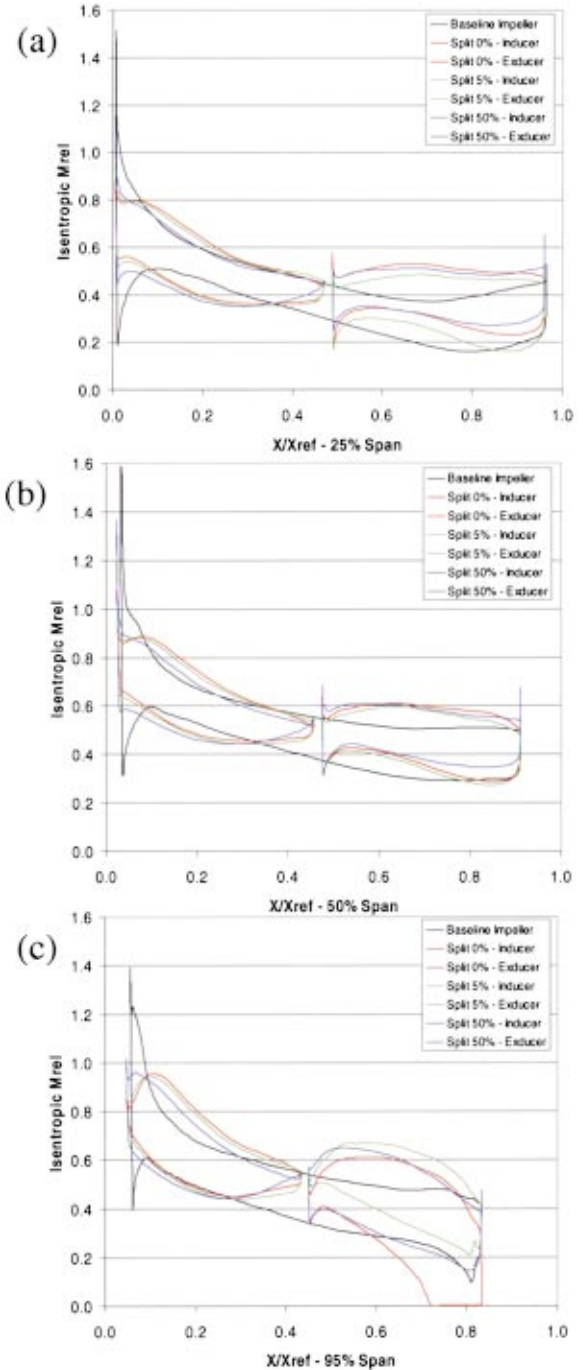 (a)
1.6
1.4
1.2
1.0
0.8
0.6
0.4
0.2
0.0
Isentropic Mrel
Baseline Impeller
Split 0% - Inducer
Split 0% - Exducer
Split 5% - Inducer
Split 5% - Exducer
Split 50% - Inducer
Split 50% - Exducer
0.0 0.2 0.4 0.6 0.8 1.0
X/Xref - 25% Span
(b)
1.6
1.4
1.2
1.0
0.8
0.6
0.4
0.2
0.0
Isentropic Mrel
Baseline Impeller
Split 0% - Inducer
Split 0% - Exducer
Split 5% - Inducer
Split 5% - Exducer
Split 50% - Inducer
Split 50% - Exducer
0.0 0.2 0.4 0.6 0.8 1.0
X/Xref - 50% Span
(c)
1.6
1.4
1.2
1.0
0.8
0.6
0.4
0.2
0.0
Isentropic Mrel
Baseline Impeller
Split 0% - Inducer
Split 0% - Exducer
Split 5% - Inducer
Split 5% - Exducer
Split 50% - Inducer
Split 50% - Exducer
0.0 0.2 0.4 0.6 0.8 1.0
X/Xref - 95% Span